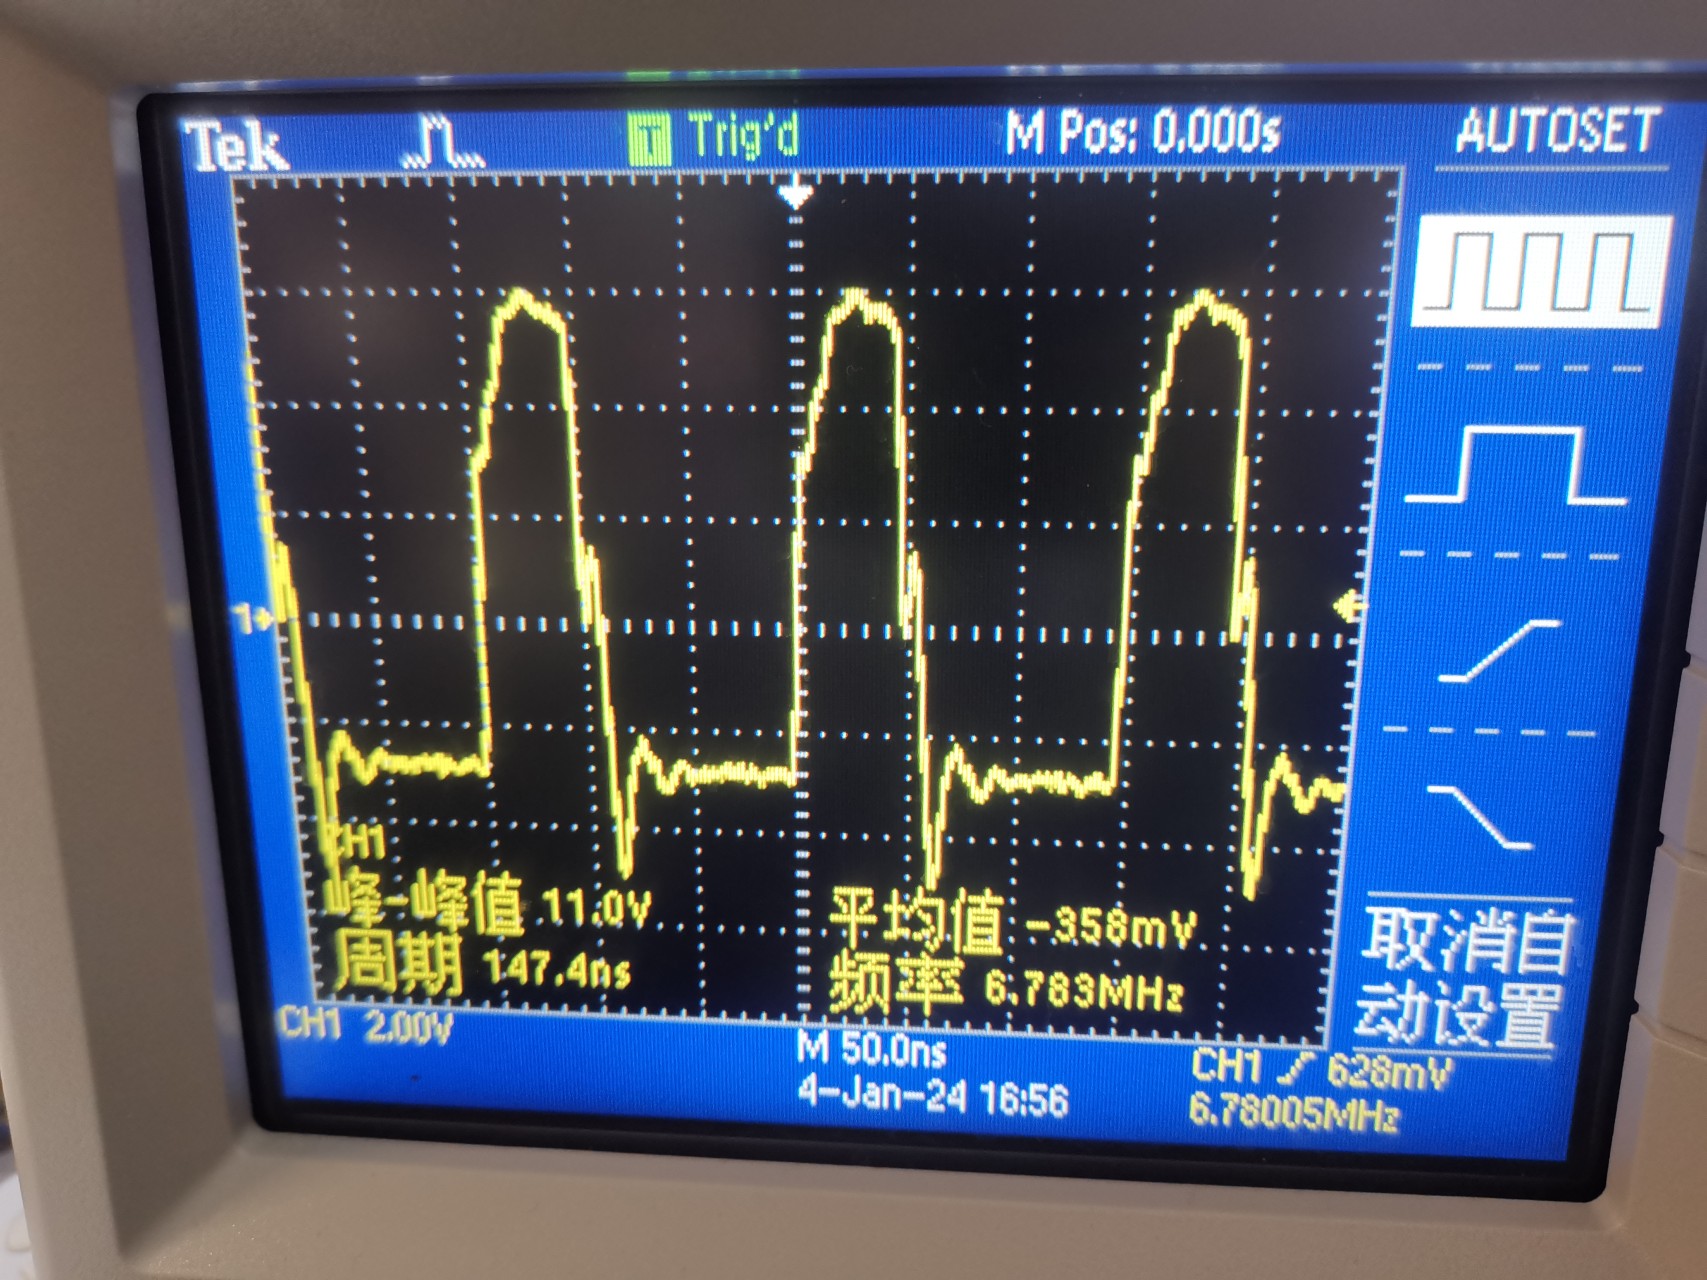 Tek T Trig'd M Pos: 0.000s AUTOSET
1
CH1
峰-峰值 11.0V 平均值 -358mV
周期 147.4ns 频率 6.783MHz
取消自
动设置
CH1 2.00V M 50.0ns CH1 628mV
4-Jan-24 16:56 6.78005MHz